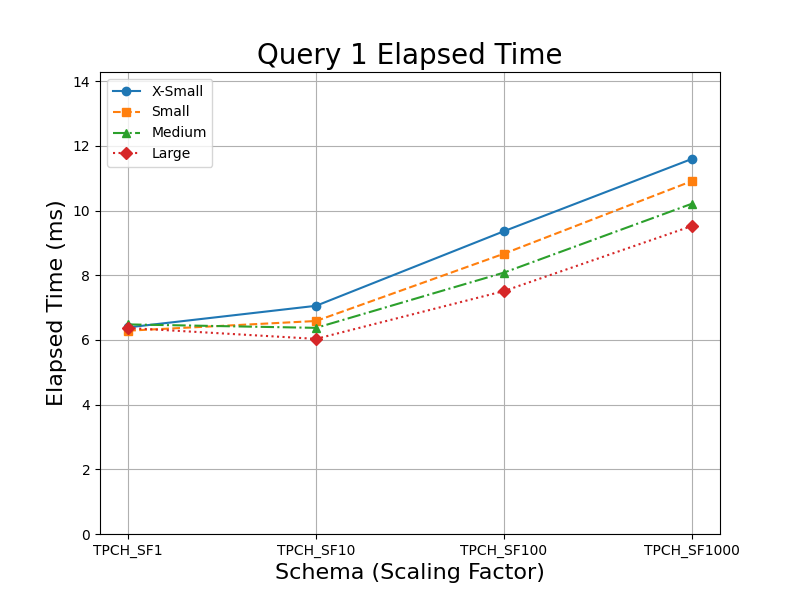 Query 1 Elapsed Time
14
12
10
8
6
4
2
0
X-Small
Small
Medium
Large
Elapsed Time (ms)
TPCH_SF1 TPCH_SF10 TPCH_SF100 TPCH_SF1000
Schema (Scaling Factor)